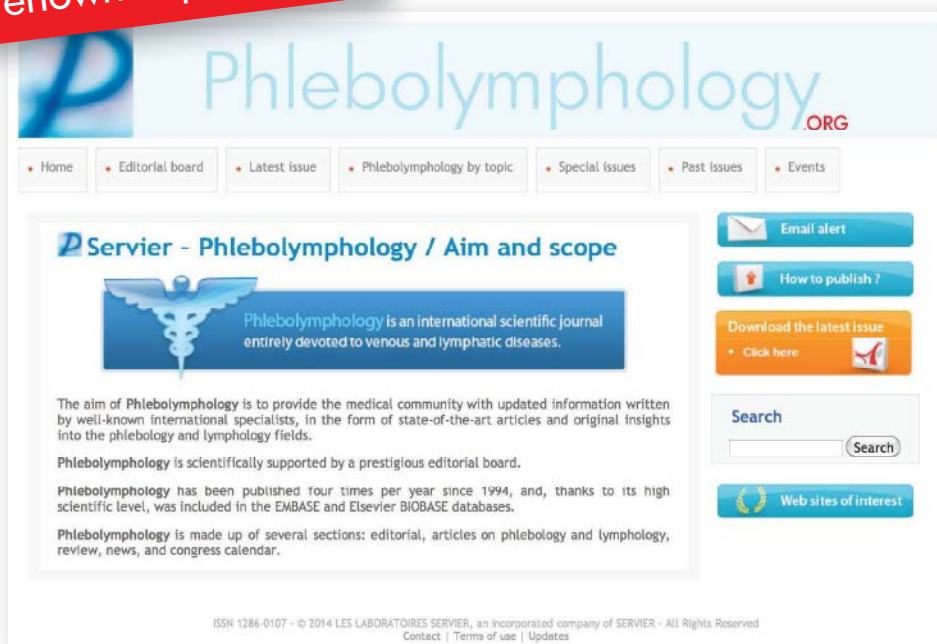 Phlebolymphology
.ORG
• Home • Editorial board • Latest issue • Phlebolymphology by topic • Special issues • Past issues • Events
Servier - Phlebolymphology / Aim and scope
Phlebolymphology is an international scientific journal
entirely devoted to venous and lymphatic diseases.
The aim of Phlebolymphology is to provide the medical community with updated information written
by well-known international specialists, in the form of state-of-the-art articles and original insights
into the phlebology and lymphology fields.
Phlebolymphology is scientifically supported by a prestigious editorial board.
Phlebolymphology has been published four times per year since 1994, and, thanks to its high
scientific level, was included in the EMBASE and Elsevier BIOBASE databases.
Phlebolymphology is made up of several sections: editorial, articles on phlebology and lymphology,
review, news, and congress calendar.
Email alert
How to publish ?
Download the latest issue
• Click here
Search
Search
Web sites of interest
ISSN 1286-0107 - © 2014 LES LABORATOIRES SERVIER, an incorporated company of SERVIER - All Rights Reserved
Contact | Terms of use | Updates